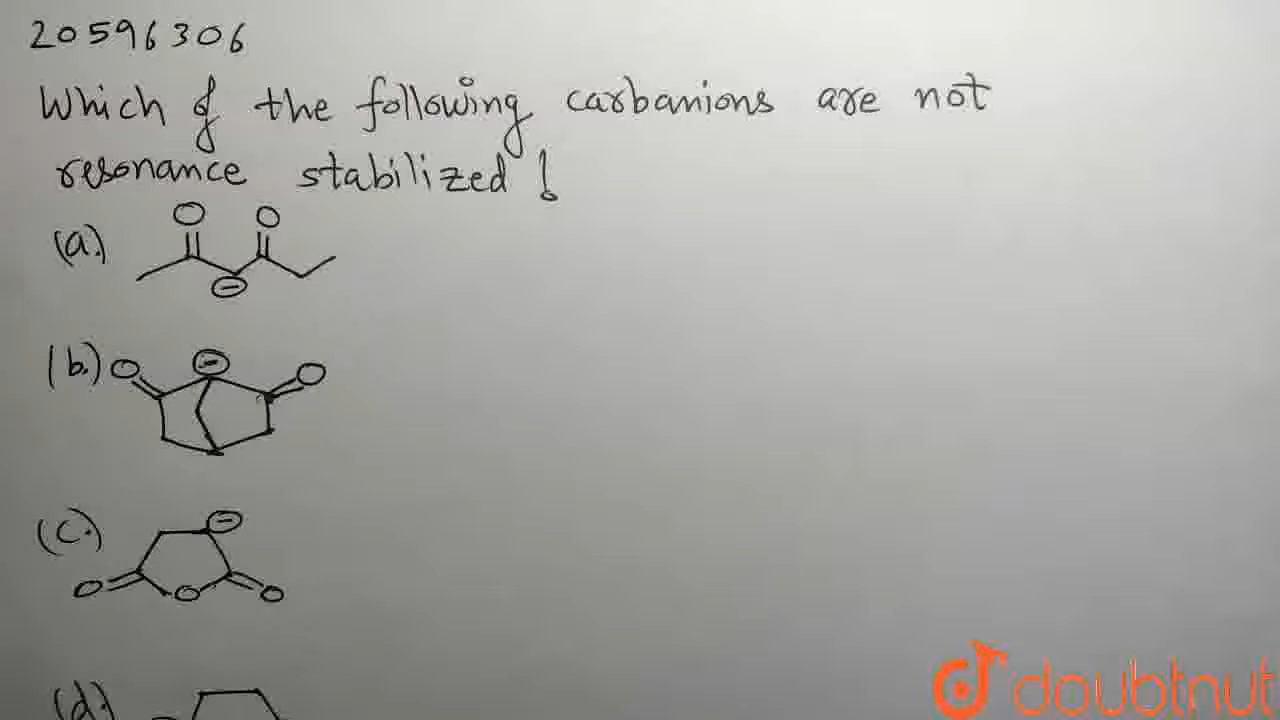 20596306
Which of the following carbanions are not
resonance stabilized !
(a.)
O O
(b.) O O
(c.)
O O O
(d.)
doubtnut